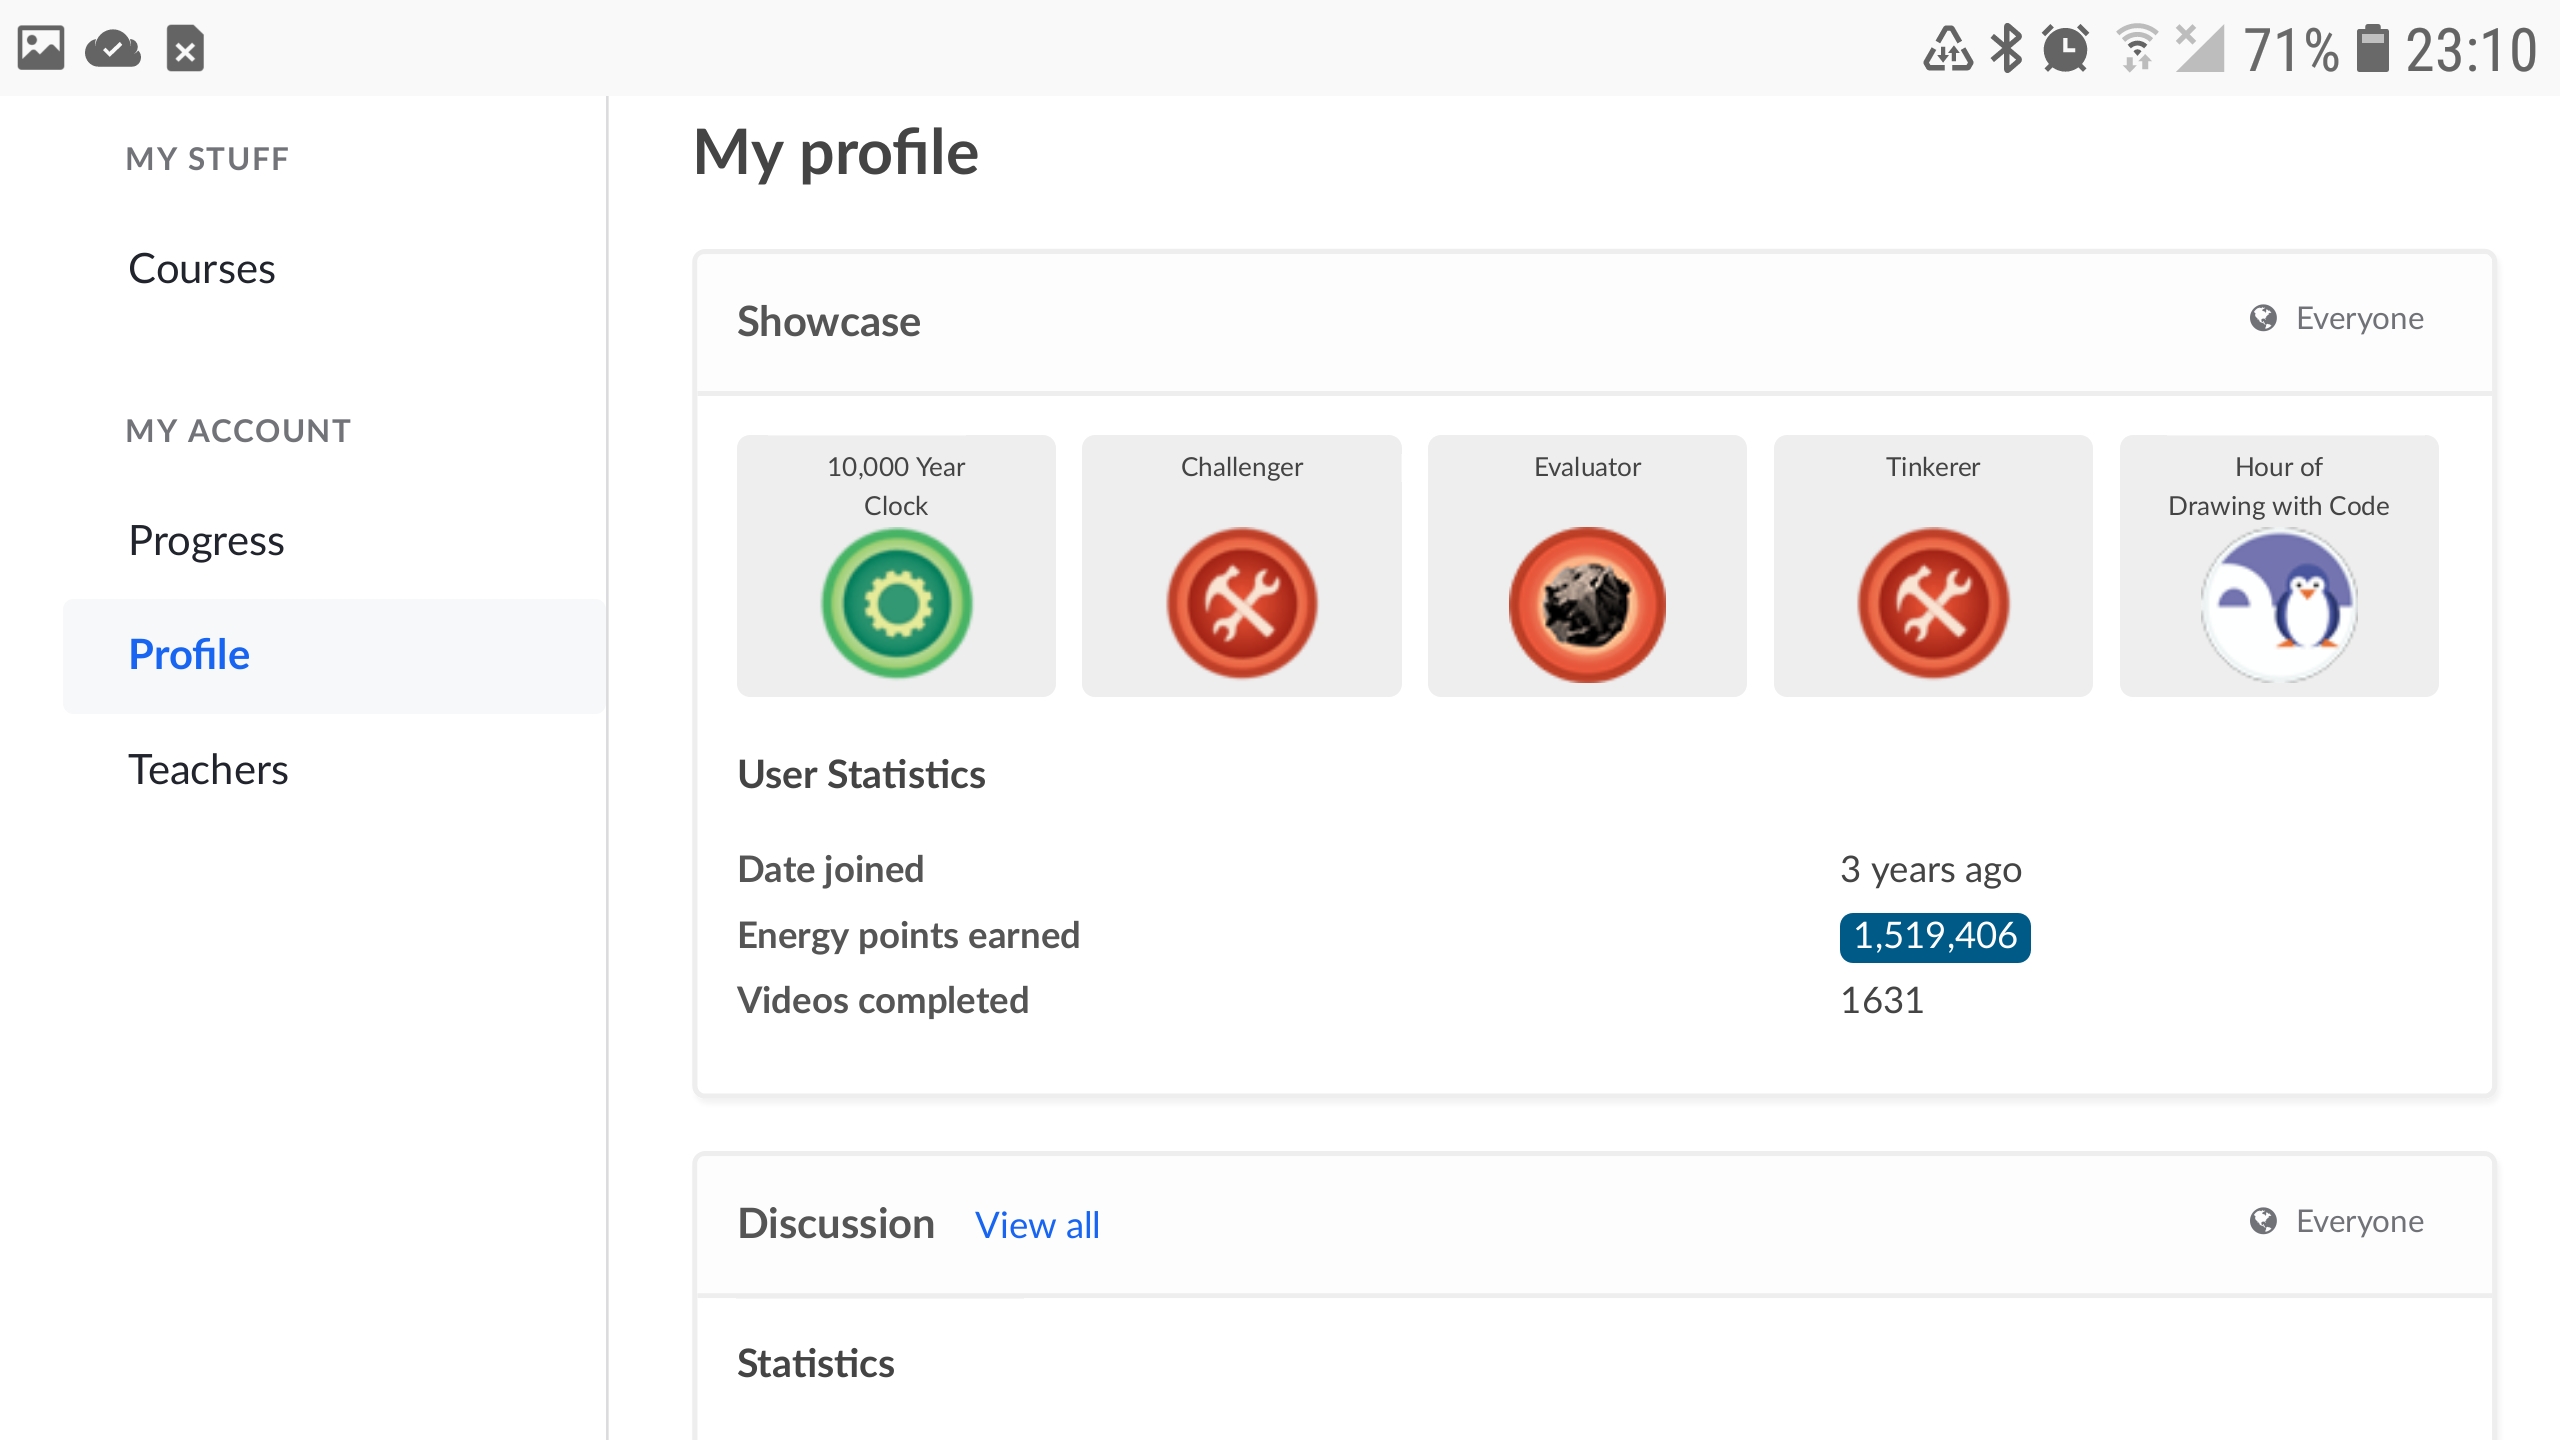 71% 23:10
MY STUFF
Courses
MY ACCOUNT
Progress
Profile
Teachers
My profile
Showcase
Everyone
10,000 Year
Clock
Challenger
Evaluator
Tinkerer
Hour of
Drawing with Code
User Statistics
Date joined 3 years ago
Energy points earned 1,519,406
Videos completed 1631
Discussion View all
Everyone
Statistics